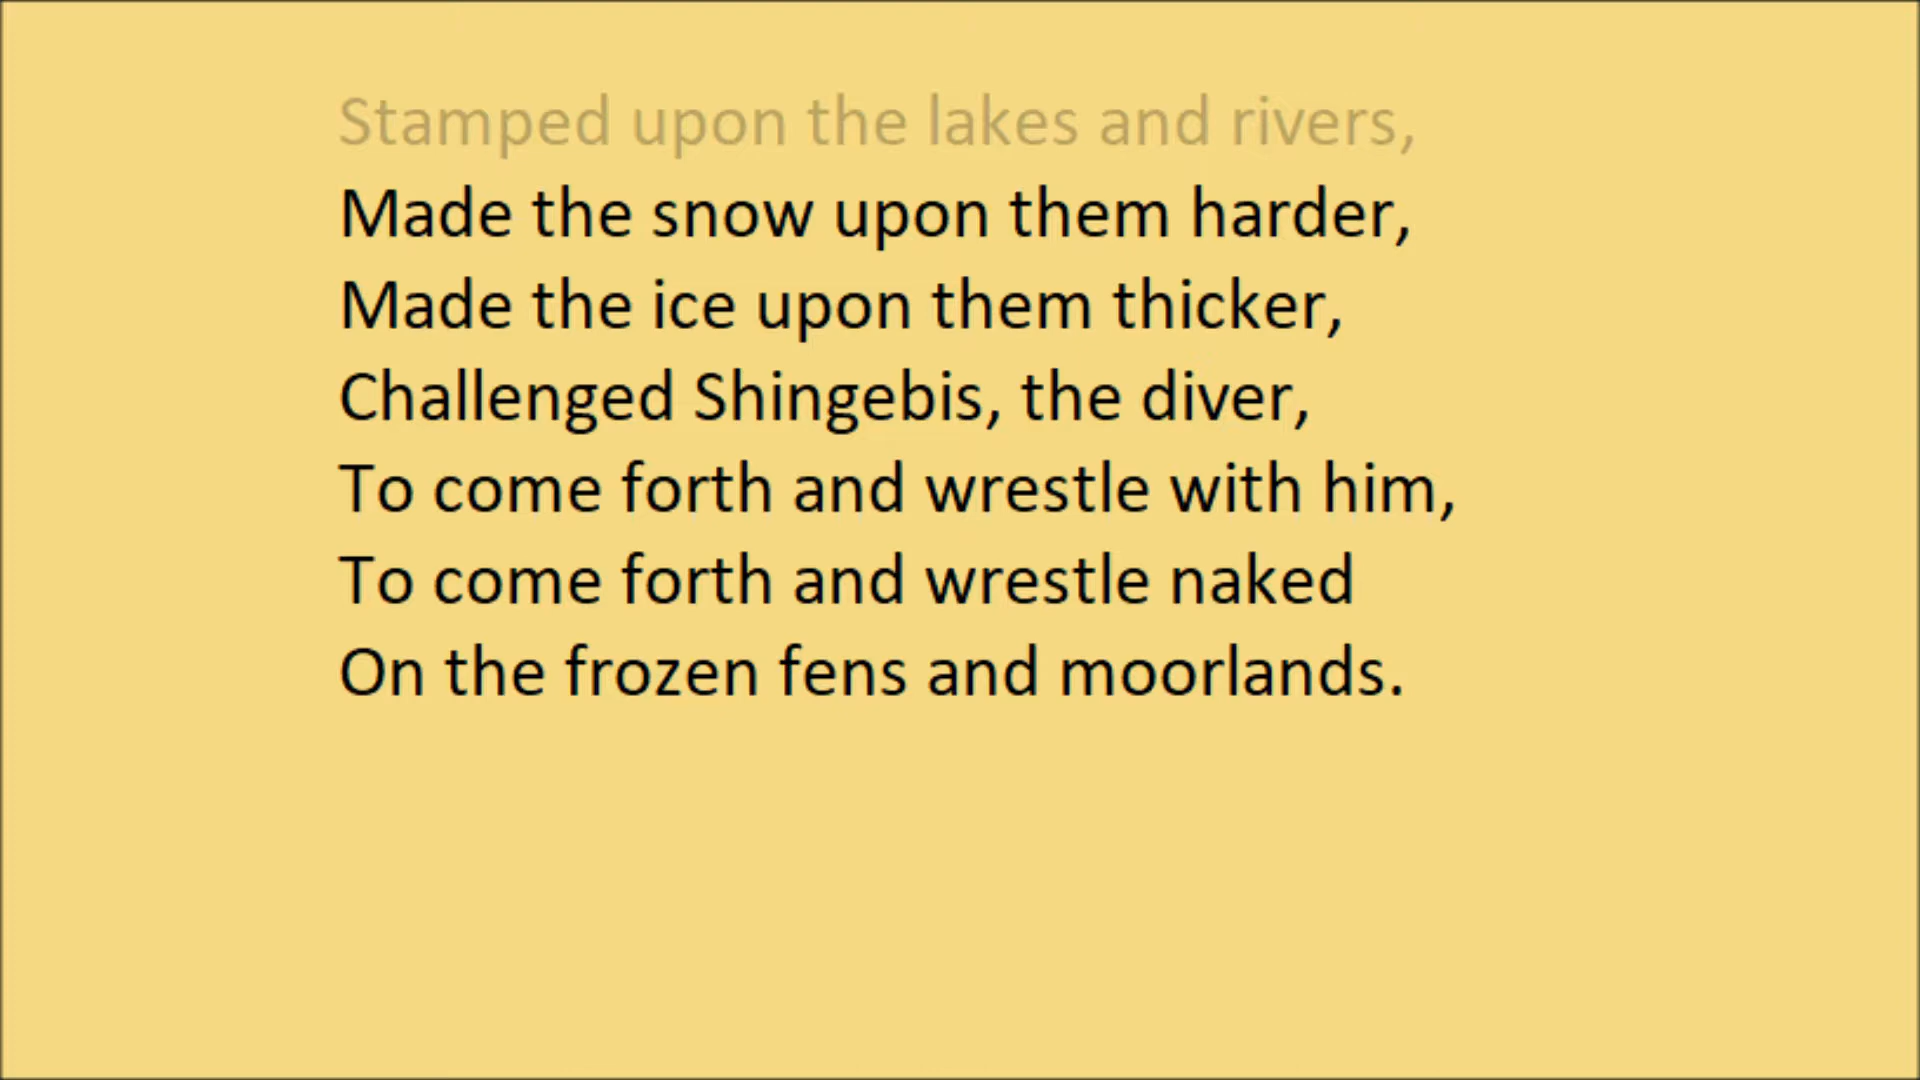 Stamped upon the lakes and rivers,
Made the snow upon them harder,
Made the ice upon them thicker,
Challenged Shingebis, the diver,
To come forth and wrestle with him,
To come forth and wrestle naked
On the frozen fens and moorlands.